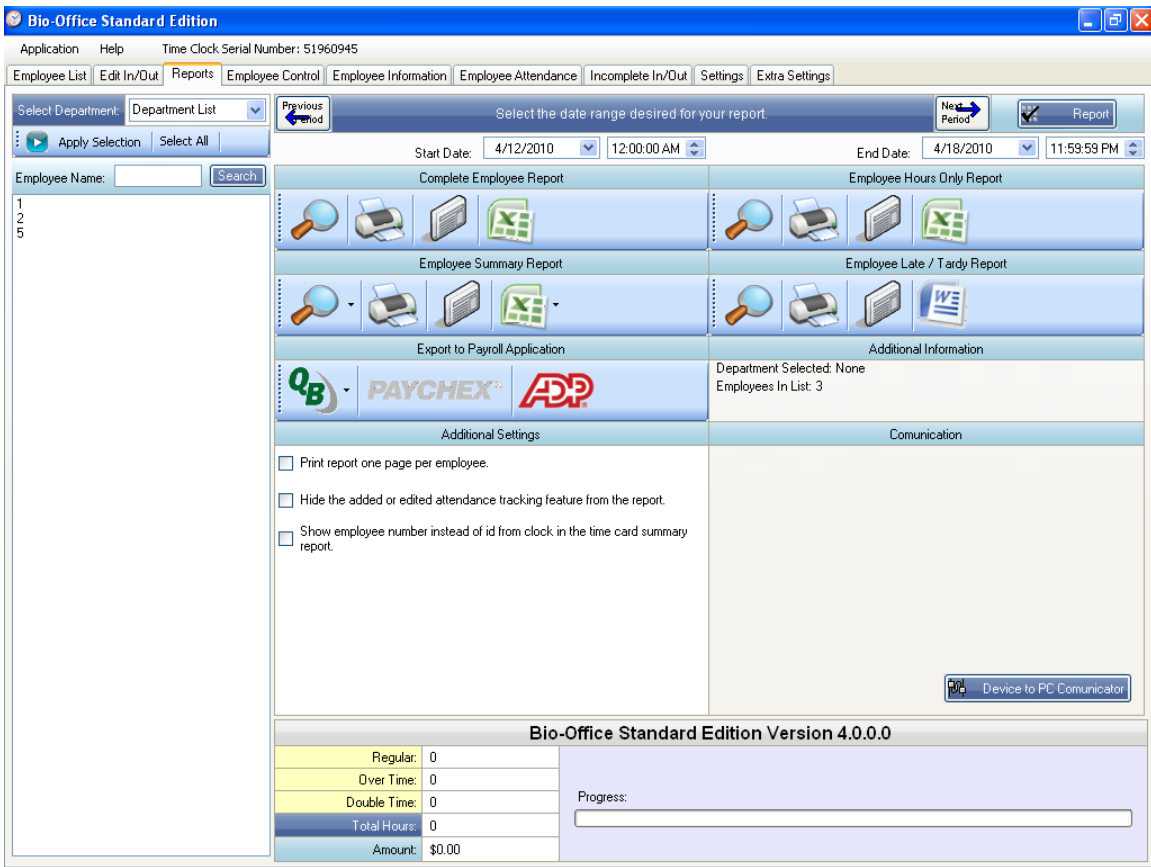 Bio-Office Standard Edition
Application Help Time Clock Serial Number: 51960945
Employee List Edit In/Out Reports Employee Control Employee Information Employee Attendance Incomplete In/Out Settings Extra Settings
Select Department: Department List
Apply Selection Select All
Employee Name: Search
1
2
5
Previous Period
Select the date range desired for your report.
Next Period
Report
Start Date: 4/12/2010 12:00:00 AM End Date: 4/18/2010 11:59:59 PM
Complete Employee Report Employee Hours Only Report
Employee Summary Report Employee Late / Tardy Report
Export to Payroll Application Additional Information
QB PAYCHEX ADP
Department Selected: None
Employees In List: 3
Additional Settings Comunication
Print report one page per employee.
Hide the added or edited attendance tracking feature from the report.
Show employee number instead of id from clock in the time card summary
report.
Device to PC Comunicator
Bio-Office Standard Edition Version 4.0.0.0
Regular: 0
Over Time: 0
Double Time: 0
Total Hours: 0
Amount: $0.00
Progress: